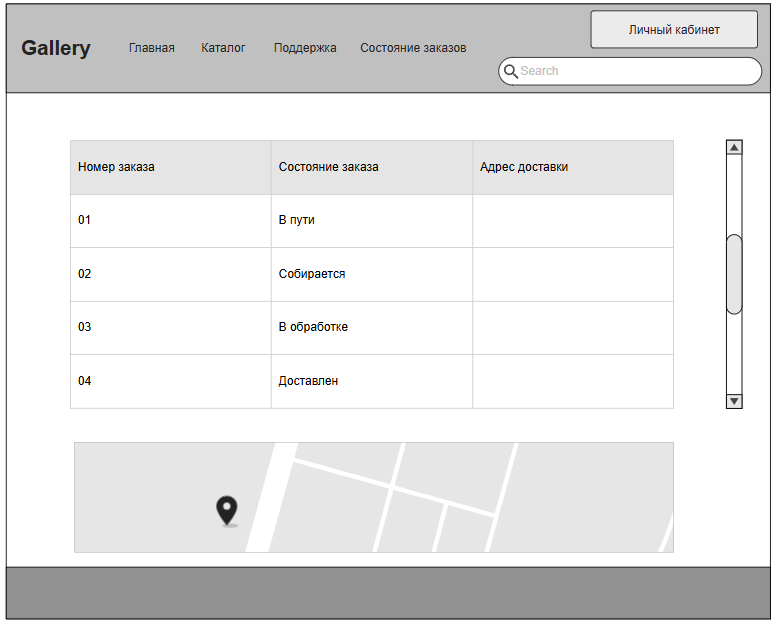 Личный кабинет
Gallery
Главная
Каталог
Поддержка
Состояние заказов
Search
Номер заказа
Состояние заказа
Адрес доставки
01
В пути
02
Собирается
03
В обработке
04
Доставлен